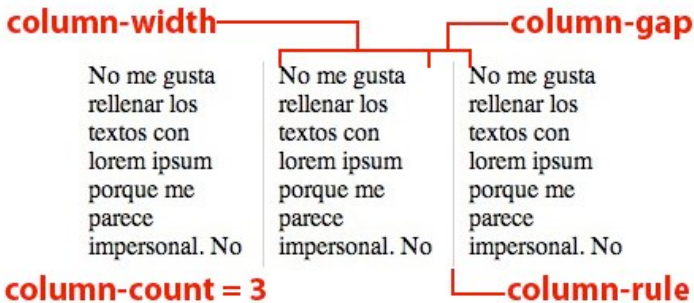 column-width
column-gap
No me gusta
rellenar los
textos con
lorem ipsum
porque me
parece
impersonal. No
No me gusta
rellenar los
textos con
lorem ipsum
porque me
parece
impersonal. No
No me gusta
rellenar los
textos con
lorem ipsum
porque me
parece
impersonal. No
column-count = 3
column-rule